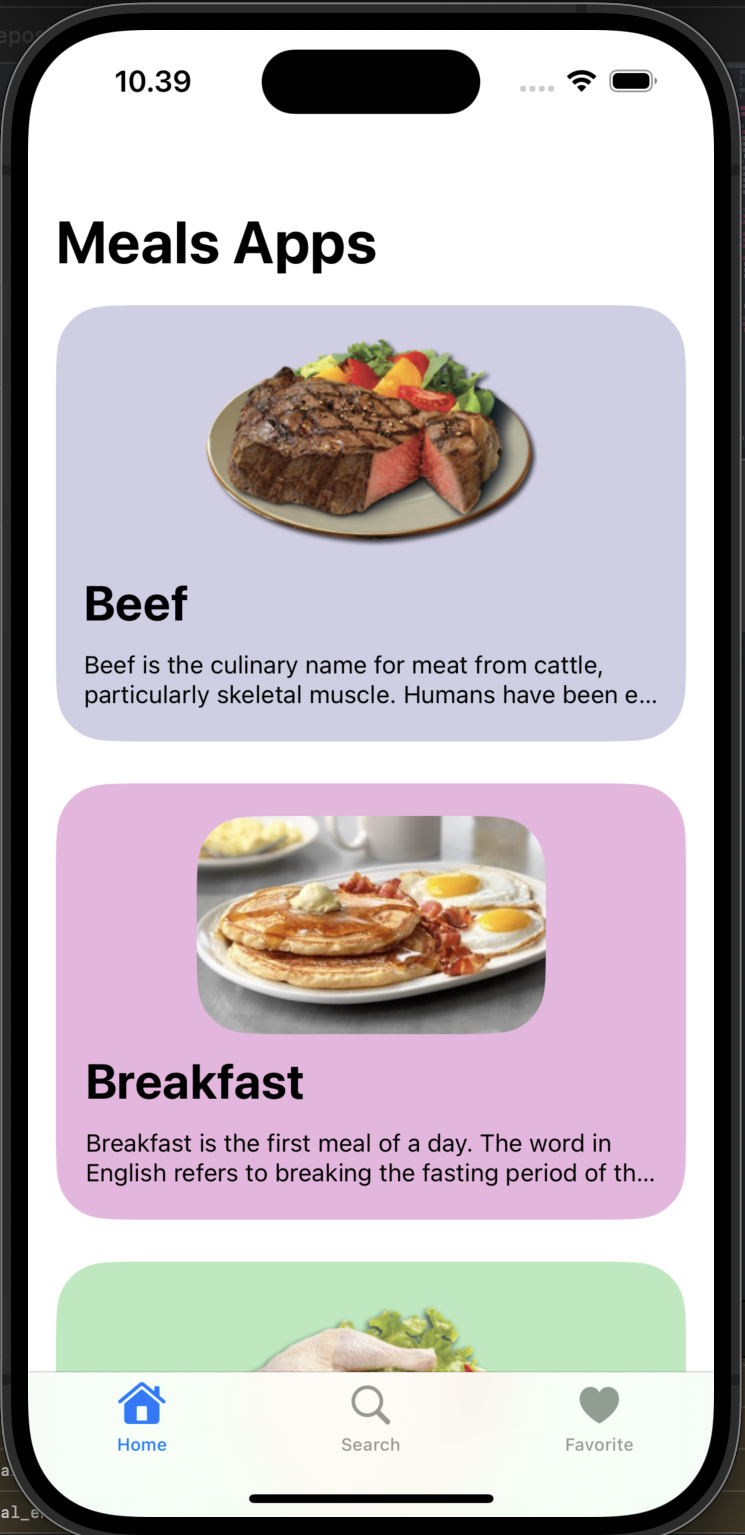 10.39
Meals Apps
Beef
Beef is the culinary name for meat from cattle,
particularly skeletal muscle. Humans have been e...
Breakfast
Breakfast is the first meal of a day. The word in
English refers to breaking the fasting period of th...
Home
Search
Favorite